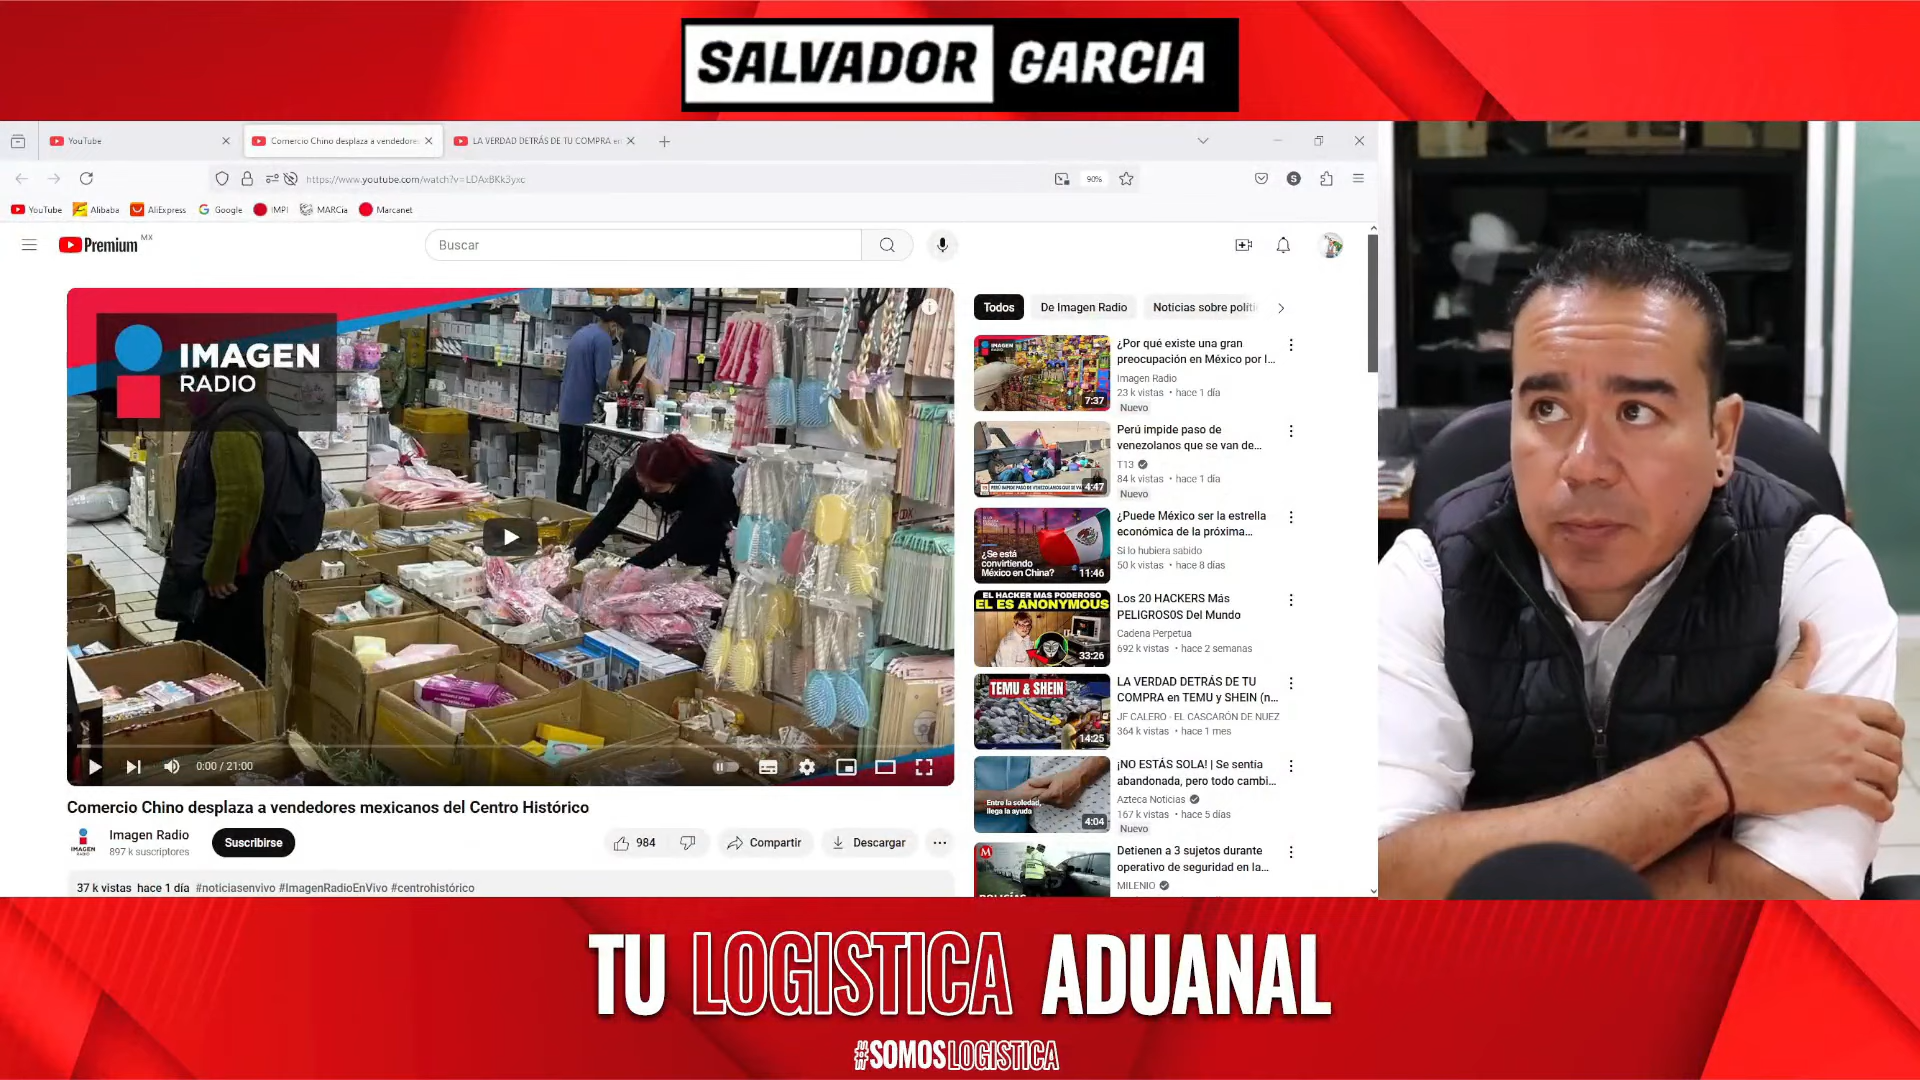 SALVADOR GARCIA
YouTube
Comercio Chino desplaza a vendedore
LA VERDAD DETRÁS DE TU COMPRA en
https://www.youtube.com/watch?v=LDAxBKk3yxc
90%
S
YouTube
Alibaba
AliExpress
Google
IMPI
MARCia
Marcanet
Premium MX
Buscar
IMAGEN
RADIO
0:00 / 21:00
Comercio Chino desplaza a vendedores mexicanos del Centro Histórico
IMAGEN
Imagen Radio
897 k suscriptores
Suscribirse
984
Compartir
Descargar
37 k vistas hace 1 día #noticiasenvivo #ImagenRadioEnVivo #centrohistórico
Todos
De Imagen Radio
Noticias sobre políti
IMAGEN
7:37
¿Por qué existe una gran
preocupación en México por l...
Imagen Radio
23 k vistas • hace 1 día
Nuevo
4:47
Perú impide paso de
venezolanos que se van de...
T13
84 k vistas • hace 1 día
Nuevo
¿Se está
convirtiendo
México en China?
11:46
¿Puede México ser la estrella
económica de la próxima...
Si lo hubiera sabido
50 k vistas • hace 8 días
EL HACKER MAS PODEROSO
EL ES ANONYMOUS
33:26
Los 20 HACKERS Más
PELIGROS0S Del Mundo
Cadena Perpetua
692 k vistas • hace 2 semanas
TEMU & SHEIN
14:25
LA VERDAD DETRÁS DE TU
COMPRA en TEMU y SHEIN (n...
JF CALERO - EL CASCARÓN DE NUEZ
364 k vistas • hace 1 mes
Entre la soledad,
llega la ayuda
4:04
¡NO ESTÁS SOLA! | Se sentía
abandonada, pero todo cambi...
Azteca Noticias
167 k vistas • hace 5 días
Nuevo
M
Detienen a 3 sujetos durante
operativo de seguridad en la...
MILENIO
TU LOGISTICA ADUANAL
#SOMOSLOGISTICA